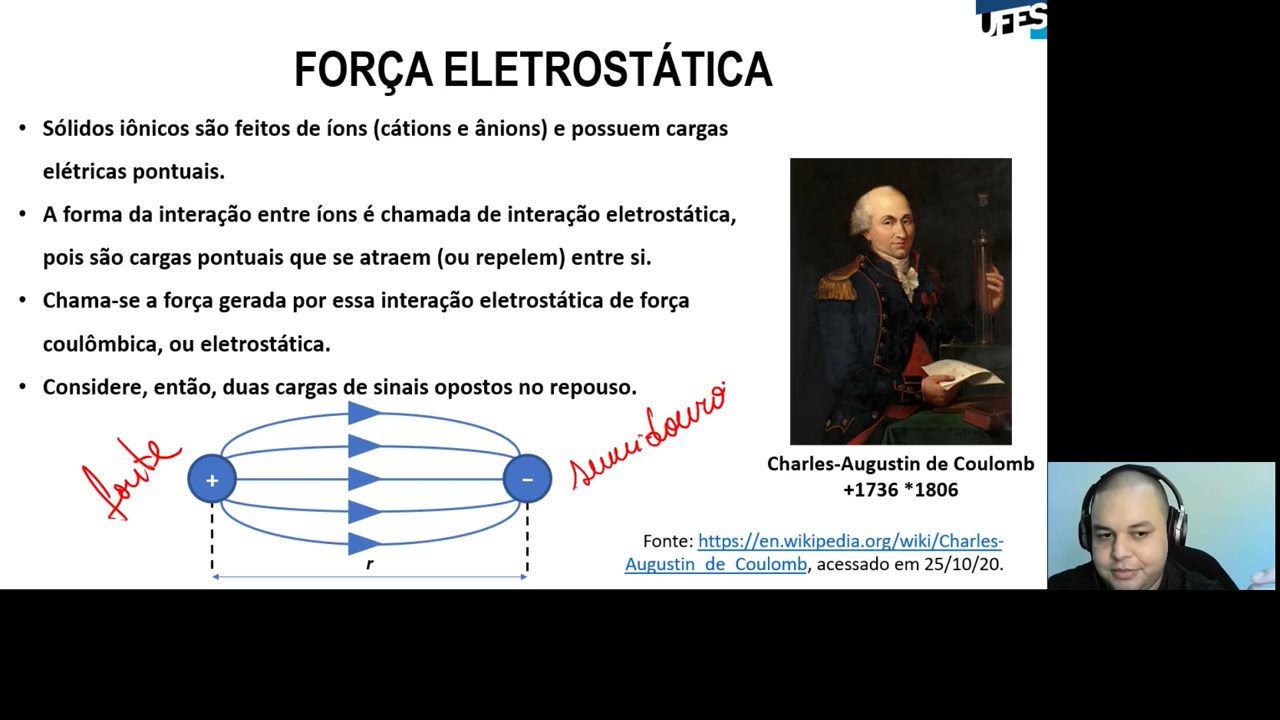 UFES
FORÇA ELETROSTÁTICA
• Sólidos iônicos são feitos de íons (cátions e ânions) e possuem cargas
elétricas pontuais.
• A forma da interação entre íons é chamada de interação eletrostática,
pois são cargas pontuais que se atraem (ou repelem) entre si.
• Chama-se a força gerada por essa interação eletrostática de força
coulômbica, ou eletrostática.
• Considere, então, duas cargas de sinais opostos no repouso.
fonte
sumidouro
+
−
r
Charles-Augustin de Coulomb
+1736 *1806
Fonte: https://en.wikipedia.org/wiki/Charles-
Augustin_de_Coulomb, acessado em 25/10/20.